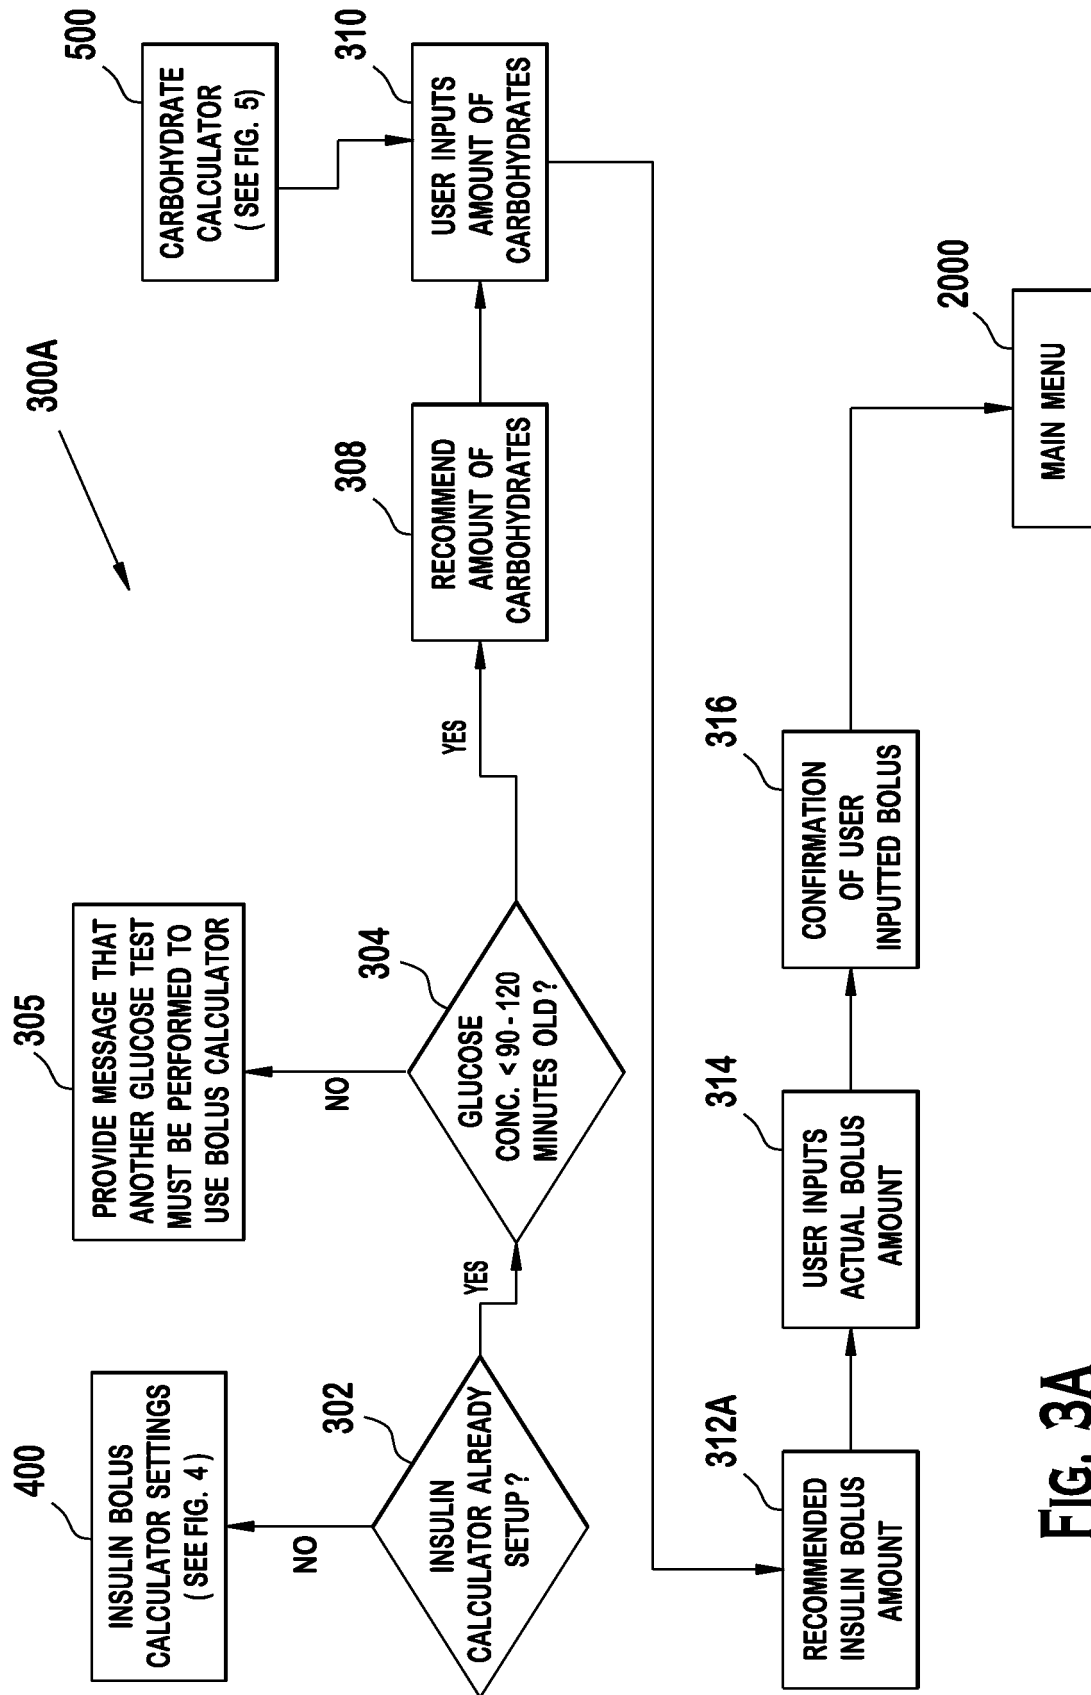 300A
400
INSULIN BOLUS
CALCULATOR SETTINGS
( SEE FIG. 4 )
NO
302
INSULIN
CALCULATOR ALREADY
SETUP ?
YES
305
PROVIDE MESSAGE THAT
ANOTHER GLUCOSE TEST
MUST BE PERFORMED TO
USE BOLUS CALCULATOR
NO
304
GLUCOSE
CONC. < 90 - 120
MINUTES OLD ?
YES
308
RECOMMEND
AMOUNT OF
CARBOHYDRATES
500
CARBOHYDRATE
CALCULATOR
( SEE FIG. 5)
310
USER INPUTS
AMOUNT OF
CARBOHYDRATES
312A
RECOMMENDED
INSULIN BOLUS
AMOUNT
314
USER INPUTS
ACTUAL BOLUS
AMOUNT
316
CONFIRMATION
OF USER
INPUTTED BOLUS
2000
MAIN MENU
FIG. 3A